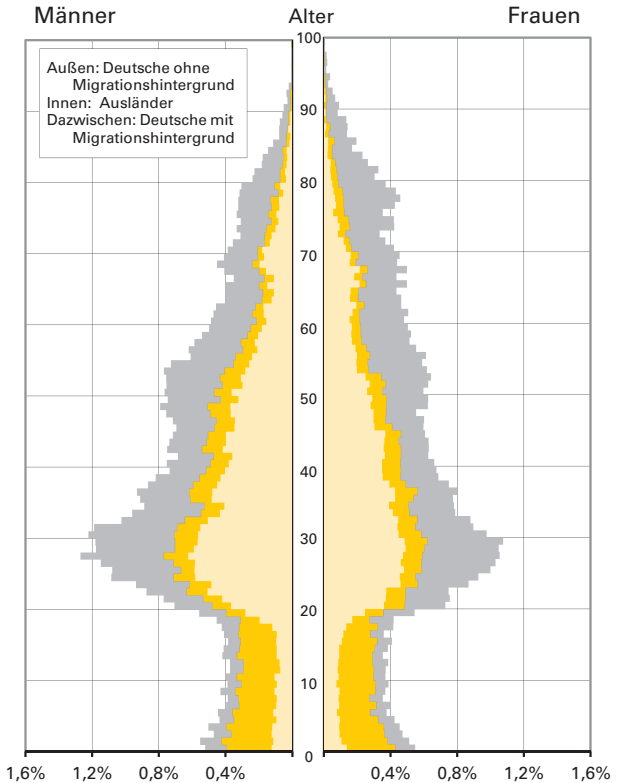 Männer Alter Frauen
Außen: Deutsche ohne
Migrationshintergrund
Innen: Ausländer
Dazwischen: Deutsche mit
Migrationshintergrund
100
90
80
70
60
50
40
30
20
10
0
1,6% 1,2% 0,8% 0,4% 0,4% 0,8% 1,2% 1,6%